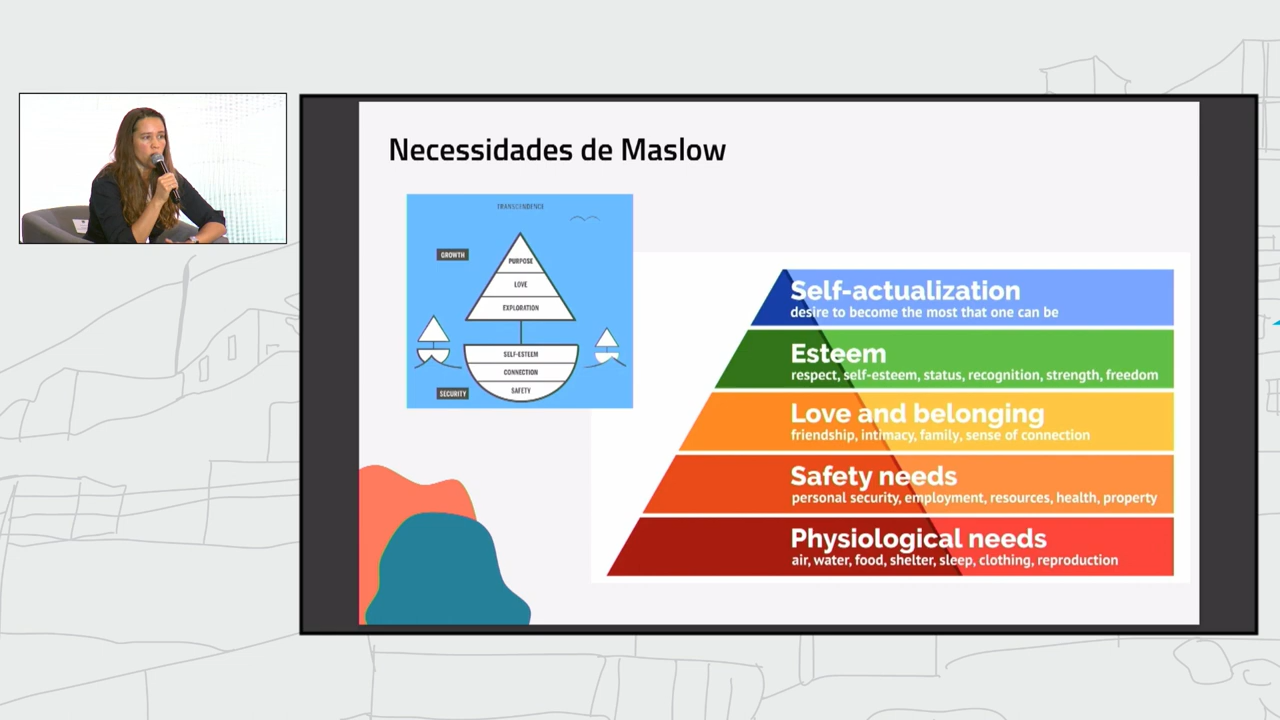 Necessidades de Maslow
TRANSCENDENCE
GROWTH
PURPOSE
LOVE
EXPLORATION
SELF-ESTEEM
CONNECTION
SAFETY
SECURITY
Self-actualization
desire to become the most that one can be
Esteem
respect, self-esteem, status, recognition, strength, freedom
Love and belonging
friendship, intimacy, family, sense of connection
Safety needs
personal security, employment, resources, health, property
Physiological needs
air, water, food, shelter, sleep, clothing, reproduction